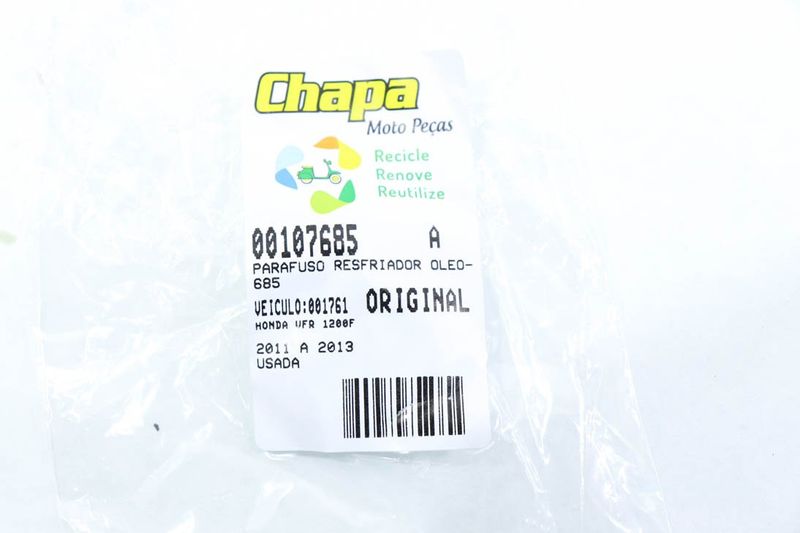 Chapa
Moto Peças
Recicle
Renove
Reutilize
00107685 A
PARAFUSO RESFRIADOR OLEO-
685
VEICULO:001761 ORIGINAL
HONDA VFR 1200F
2011 A 2013
USADA